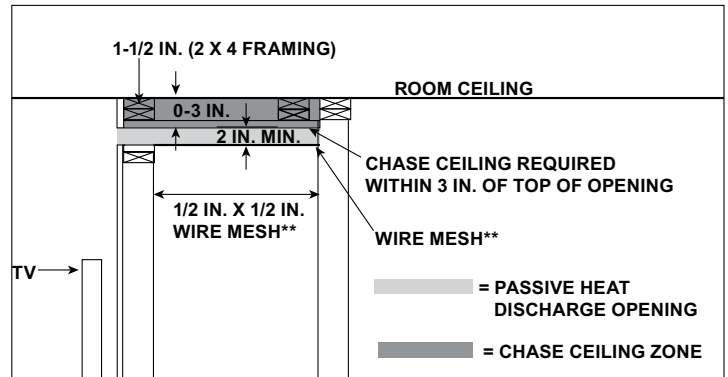 1-1/2 IN. (2 X 4 FRAMING)
ROOM CEILING
0-3 IN.
2 IN. MIN.
CHASE CEILING REQUIRED
WITHIN 3 IN. OF TOP OF OPENING
1/2 IN. X 1/2 IN.
WIRE MESH**
WIRE MESH**
TV
= PASSIVE HEAT
DISCHARGE OPENING
= CHASE CEILING ZONE